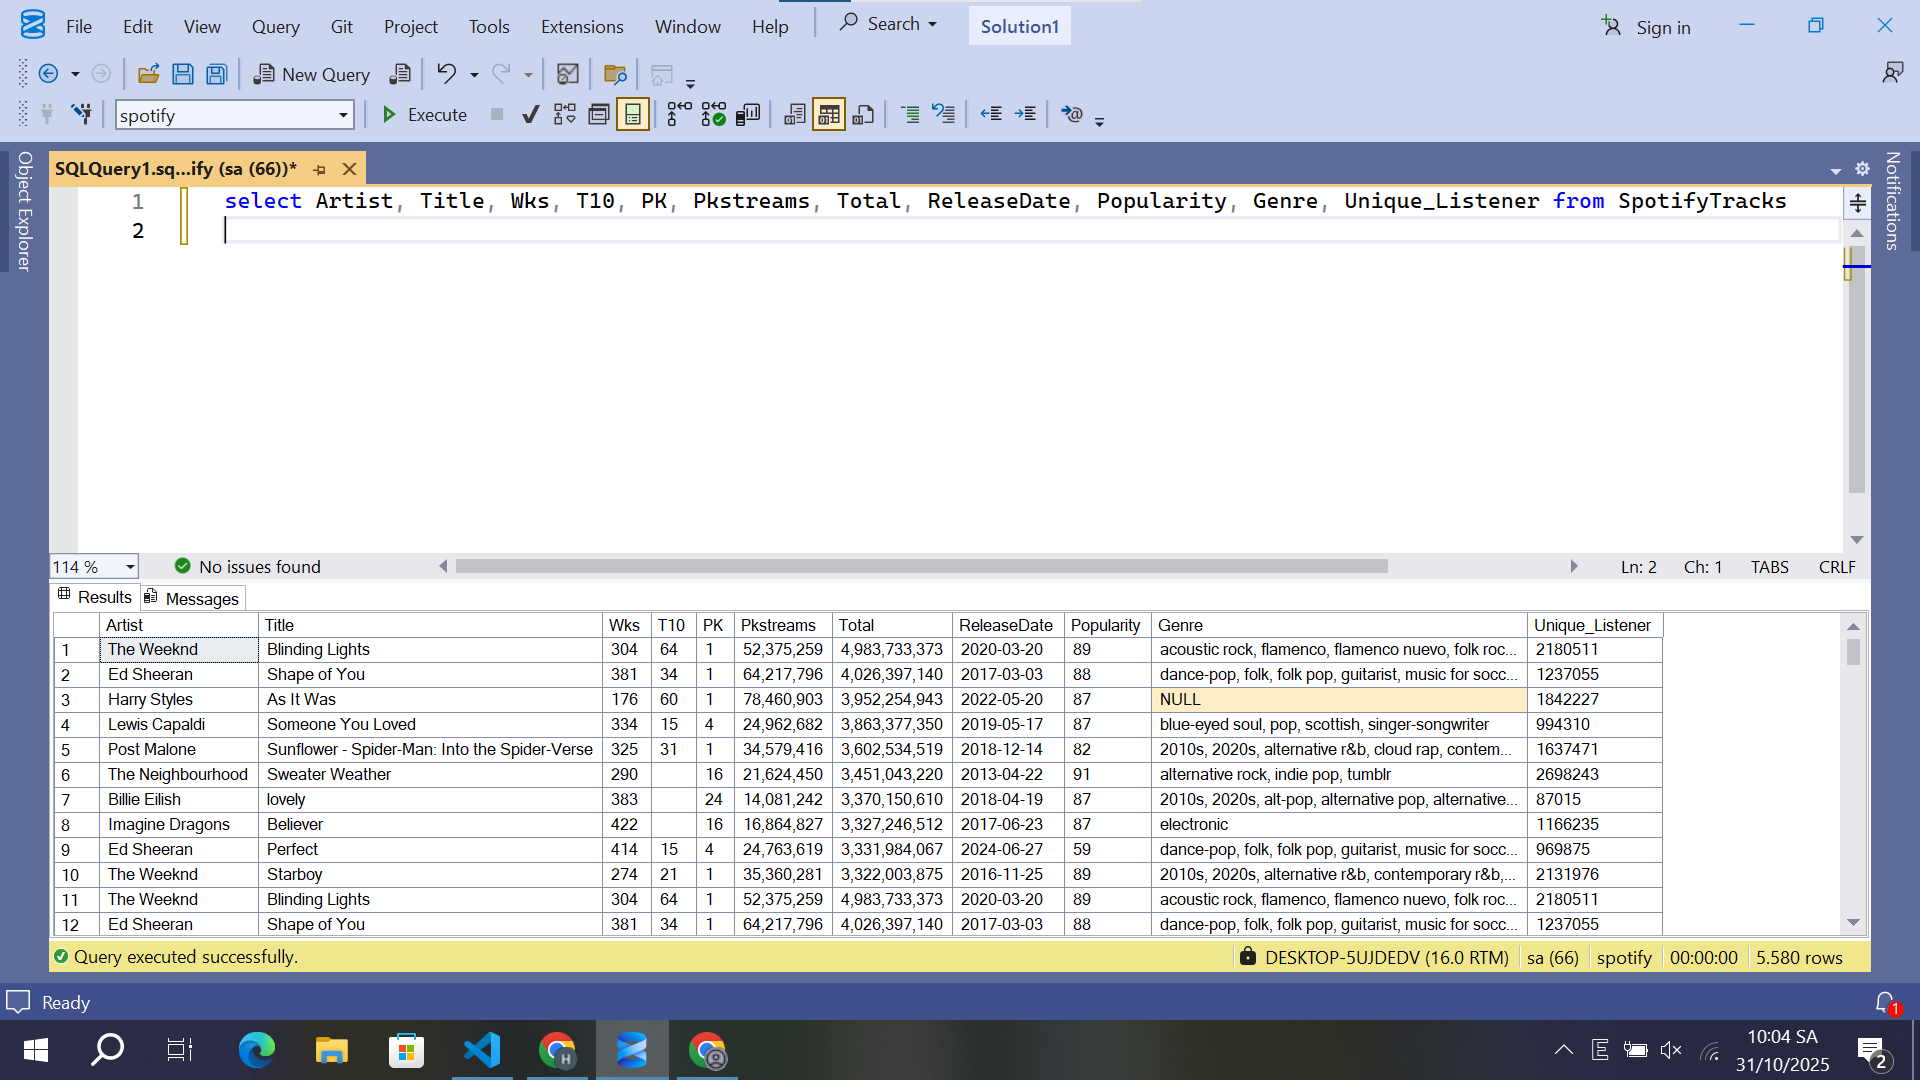 File Edit View Query Git Project Tools Extensions Window Help Search Solution1 Sign in
New Query
spotify Execute
SQLQuery1.sq...ify (sa (66))*
Object Explorer
Notifications
1 select Artist, Title, Wks, T10, PK, Pkstreams, Total, ReleaseDate, Popularity, Genre, Unique_Listener from SpotifyTracks
2
114 % No issues found Ln: 2 Ch: 1 TABS CRLF
Results Messages
Artist Title Wks T10 PK Pkstreams Total ReleaseDate Popularity Genre Unique_Listener
1 The Weeknd Blinding Lights 304 64 1 52,375,259 4,983,733,373 2020-03-20 89 acoustic rock, flamenco, flamenco nuevo, folk roc... 2180511
2 Ed Sheeran Shape of You 381 34 1 64,217,796 4,026,397,140 2017-03-03 88 dance-pop, folk, folk pop, guitarist, music for socc... 1237055
3 Harry Styles As It Was 176 60 1 78,460,903 3,952,254,943 2022-05-20 87 NULL 1842227
4 Lewis Capaldi Someone You Loved 334 15 4 24,962,682 3,863,377,350 2019-05-17 87 blue-eyed soul, pop, scottish, singer-songwriter 994310
5 Post Malone Sunflower - Spider-Man: Into the Spider-Verse 325 31 1 34,579,416 3,602,534,519 2018-12-14 82 2010s, 2020s, alternative r&b, cloud rap, contem... 1637471
6 The Neighbourhood Sweater Weather 290 16 21,624,450 3,451,043,220 2013-04-22 91 alternative rock, indie pop, tumblr 2698243
7 Billie Eilish lovely 383 24 14,081,242 3,370,150,610 2018-04-19 87 2010s, 2020s, alt-pop, alternative pop, alternative... 87015
8 Imagine Dragons Believer 422 16 16,864,827 3,327,246,512 2017-06-23 87 electronic 1166235
9 Ed Sheeran Perfect 414 15 4 24,763,619 3,331,984,067 2024-06-27 59 dance-pop, folk, folk pop, guitarist, music for socc... 969875
10 The Weeknd Starboy 274 21 1 35,360,281 3,322,003,875 2016-11-25 89 2010s, 2020s, alternative r&b, contemporary r&b,... 2131976
11 The Weeknd Blinding Lights 304 64 1 52,375,259 4,983,733,373 2020-03-20 89 acoustic rock, flamenco, flamenco nuevo, folk roc... 2180511
12 Ed Sheeran Shape of You 381 34 1 64,217,796 4,026,397,140 2017-03-03 88 dance-pop, folk, folk pop, guitarist, music for socc... 1237055
Query executed successfully. DESKTOP-5UJDEDV (16.0 RTM) sa (66) spotify 00:00:00 5.580 rows
Ready 1
H E 10:04 SA
31/10/2025 2